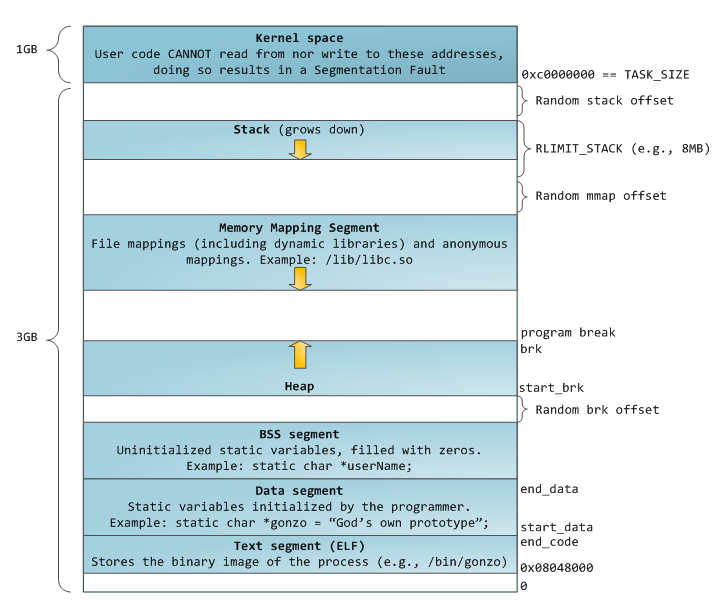 Kernel space
1GB
User code CANNOT read from nor write to these addresses,
doing so results in a Segmentation Fault
0xc0000000 == TASK_SIZE
Random stack offset
Stack (grows down)
RLIMIT_STACK (e.g., 8MB)
Random mmap offset
Memory Mapping Segment
File mappings (including dynamic libraries) and anonymous
mappings. Example: /lib/libc.so
3GB
program break
brk
Heap
start_brk
Random brk offset
BSS segment
Uninitialized static variables, filled with zeros.
Example: static char *userName;
Data segment
end_data
Static variables initialized by the programmer.
Example: static char *gonzo = “God’s own prototype”;
start_data
end_code
Text segment (ELF)
Stores the binary image of the process (e.g., /bin/gonzo)
0x08048000
0